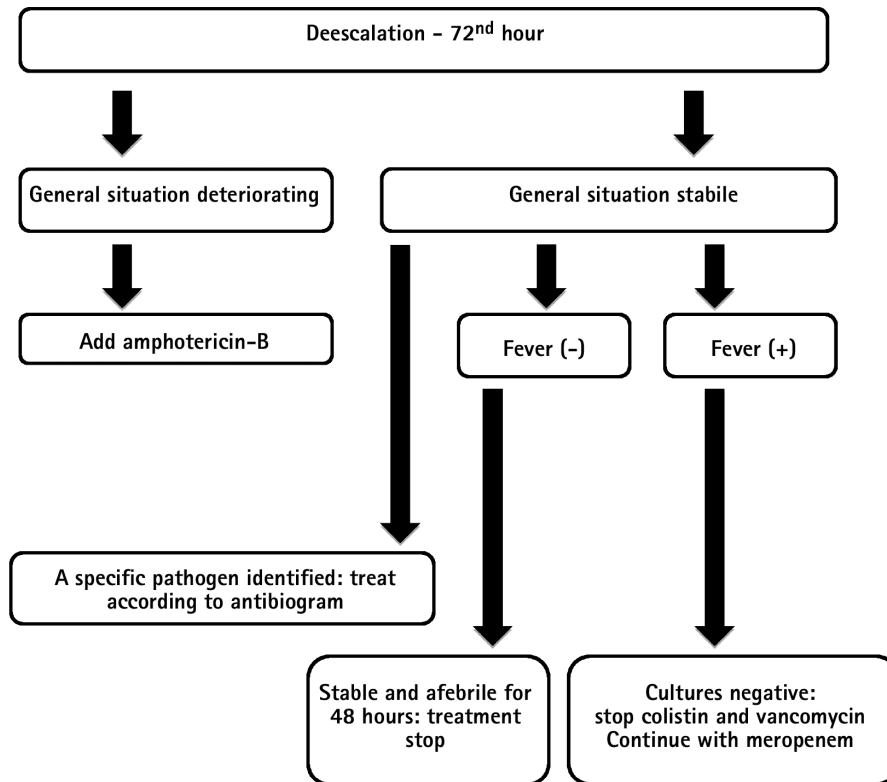 Deescalation - 72nd hour
General situation deteriorating
General situation stabile
Add amphotericin-B
Fever (-)
Fever (+)
A specific pathogen identified: treat
according to antibiogram
Stable and afebrile for
48 hours: treatment
stop
Cultures negative:
stop colistin and vancomycin
Continue with meropenem